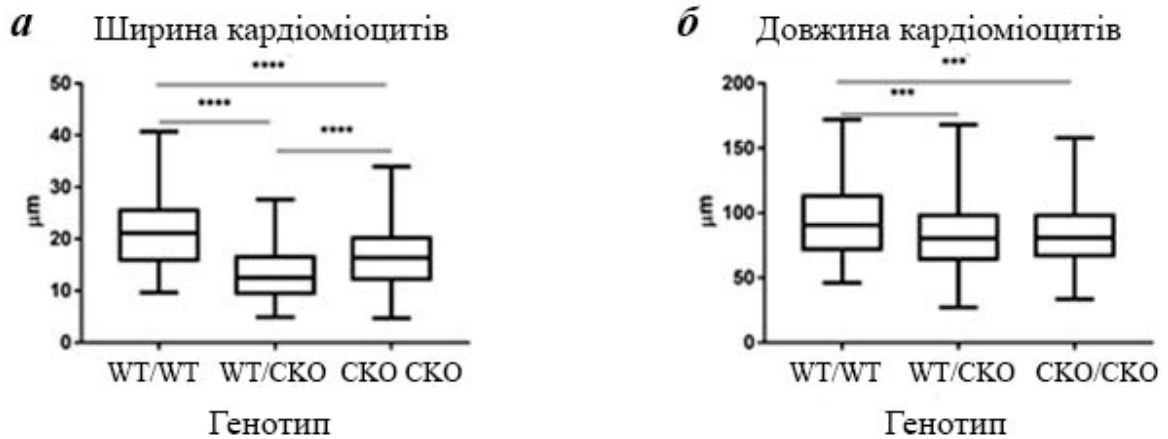 а Ширина кардіоміоцитів
****
****
****
50
40
30
20
10
0
µm
WT/WT WT/CKO CKO CKO
Генотип
б Довжина кардіоміоцитів
***
***
200
150
100
50
0
µm
WT/WT WT/CKO CKO/CKO
Генотип